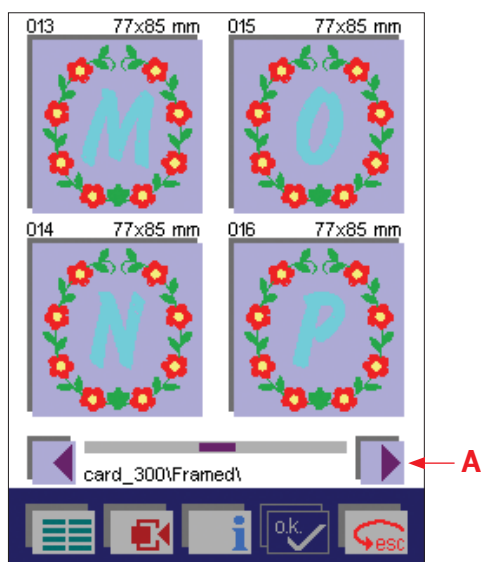 013 77x85 mm 015 77x85 mm
M O
014 77x85 mm 016 77x85 mm
N P
A
card_300\Framed\
i o.k. esc